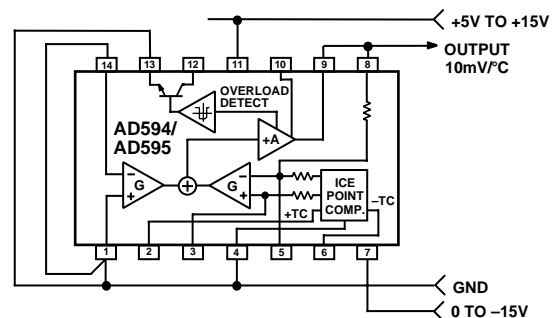 +5V TO +15V
OUTPUT
10mV/°C
14 13 12 11 10 9 8
OVERLOAD
DETECT
AD594/
AD595
+A
–
G
+
–
G
+
ICE
POINT
COMP.
–TC
+TC
1 2 3 4 5 6 7
GND
0 TO –15V